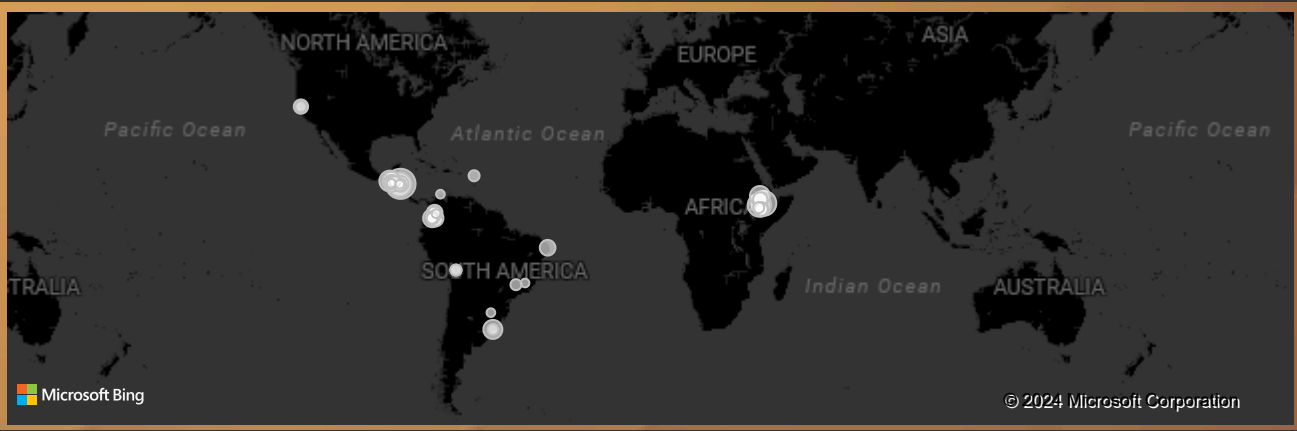 NORTH AMERICA
ASIA
EUROPE
Pacific Ocean
Atlantic Ocean
Pacific Ocean
AFRICA
SOUTH AMERICA
STRALIA
Indian Ocean
AUSTRALIA
Microsoft Bing
© 2024 Microsoft Corporation